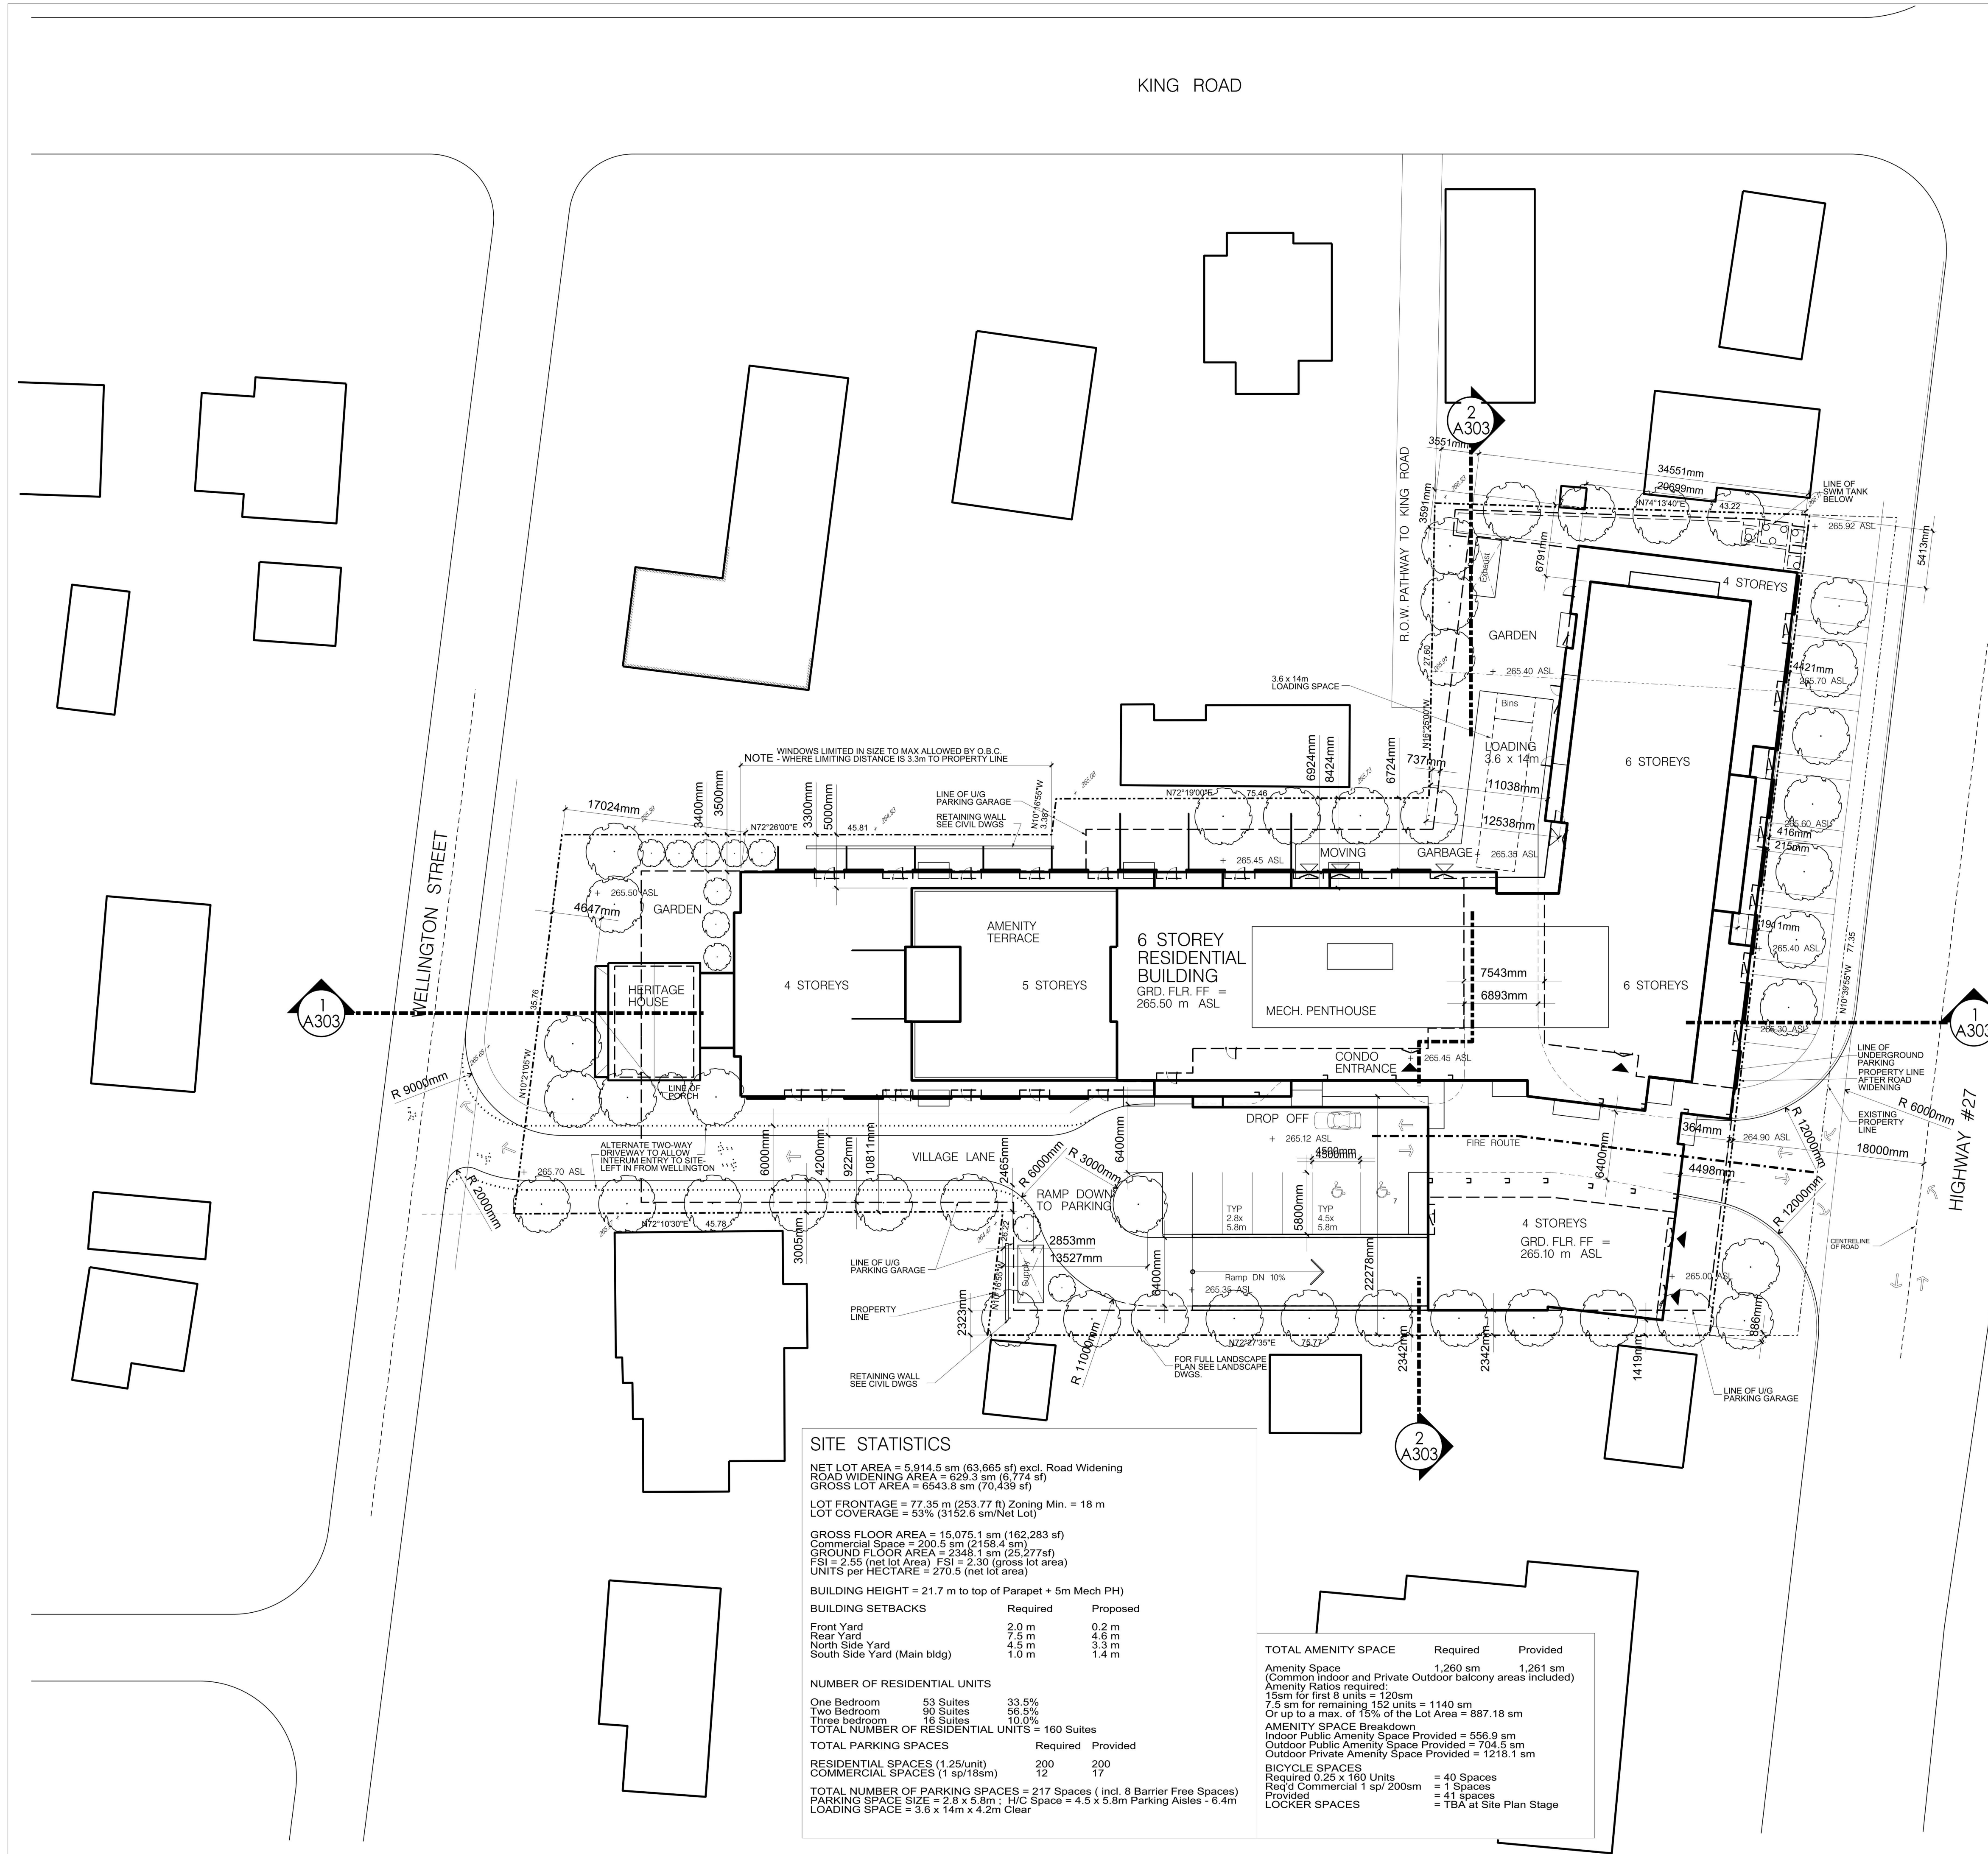 KING ROAD
2
A303
3551mm
34551mm
20699mm
LINE OF
SWM TANK
BELOW
R.O.W. PATHWAY TO KING ROAD
3591mm
N74°13'40"E
43.22
+ 265.92 ASL
5413mm
6791mm
Exhaust
4 STOREYS
GARDEN
27.60
+ 265.40 ASL
4421mm
265.70 ASL
3.6 x 14m
LOADING SPACE
Bins
N16°25'00"W
LOADING
3.6 x 14m
6 STOREYS
NOTE - WINDOWS LIMITED IN SIZE TO MAX ALLOWED BY O.B.C.
WHERE LIMITING DISTANCE IS 3.3m TO PROPERTY LINE
6924mm
8424mm
6724mm
737mm
11038mm
LINE OF U/G
PARKING GARAGE
RETAINING WALL
SEE CIVIL DWGS
N10°16'55"W
3.387
N72°19'00"E
75.46
17024mm
3400mm
3500mm
N72°26'00"E
3300mm
5000mm
45.81
12538mm
265.60 ASL
416mm
215mm
MOVING
GARBAGE
+ 265.45 ASL
+ 265.35 ASL
+ 265.50 ASL
4647mm
GARDEN
WELLINGTON STREET
AMENITY
TERRACE
6 STOREY
RESIDENTIAL
BUILDING
GRD. FLR. FF =
265.50 m ASL
1911mm
+ 265.40 ASL
N10°39'55"W
77.35
4 STOREYS
5 STOREYS
7543mm
6893mm
6 STOREYS
HERITAGE
HOUSE
35.76
MECH. PENTHOUSE
1
A303
1
A303
265.30 ASL
CONDO
ENTRANCE
+ 265.45 ASL
LINE OF
UNDERGROUND
PARKING
PROPERTY LINE
AFTER ROAD
WIDENING
EXISTING
PROPERTY
LINE
R 9000mm
N10°21'05"W
LINE OF
PORCH
R 6000mm
HIGHWAY #27
DROP OFF
+ 265.12 ASL
FIRE ROUTE
364mm
+ 264.90 ASL
R 12000mm
18000mm
ALTERNATE TWO-WAY
DRIVEWAY TO ALLOW
INTERUM ENTRY TO SITE-
LEFT IN FROM WELLINGTON
6000mm
4200mm
922mm
10811mm
VILLAGE LANE
2465mm
R 6000mm
R 3000mm
6400mm
4500mm
4500mm
6400mm
4498mm
+ 265.70 ASL
R 2000mm
RAMP DOWN
TO PARKING
TYP
2.8x
5.8m
5800mm
TYP
4.5x
5.8m
7
R 12000mm
N72°10'30"E
45.78
3005mm
26.22
2853mm
13527mm
4 STOREYS
GRD. FLR. FF =
265.10 m ASL
CENTRELINE
OF ROAD
LINE OF U/G
PARKING GARAGE
N10°16'55"W
Supply
6400mm
Ramp DN 10%
+ 265.35 ASL
22278mm
+ 265.00 ASL
PROPERTY
LINE
2323mm
R 11000mm
N72°27'35"E
75.77
2342mm
2342mm
1419mm
886mm
RETAINING WALL
SEE CIVIL DWGS
FOR FULL LANDSCAPE
PLAN SEE LANDSCAPE
DWGS.
LINE OF U/G
PARKING GARAGE
2
A303
SITE STATISTICS
NET LOT AREA = 5,914.5 sm (63,665 sf) excl. Road Widening
ROAD WIDENING AREA = 629.3 sm (6,774 sf)
GROSS LOT AREA = 6543.8 sm (70,439 sf)
LOT FRONTAGE = 77.35 m (253.77 ft) Zoning Min. = 18 m
LOT COVERAGE = 53% (3152.6 sm/Net Lot)
GROSS FLOOR AREA = 15,075.1 sm (162,283 sf)
Commercial Space = 200.5 sm (2158.4 sm)
GROUND FLOOR AREA = 2348.1 sm (25,277sf)
FSI = 2.55 (net lot Area) FSI = 2.30 (gross lot area)
UNITS per HECTARE = 270.5 (net lot area)
BUILDING HEIGHT = 21.7 m to top of Parapet + 5m Mech PH)
BUILDING SETBACKS Required Proposed
Front Yard 2.0 m 0.2 m
Rear Yard 7.5 m 4.6 m
North Side Yard 4.5 m 3.3 m
South Side Yard (Main bldg) 1.0 m 1.4 m
NUMBER OF RESIDENTIAL UNITS
One Bedroom 53 Suites 33.5%
Two Bedroom 90 Suites 56.5%
Three bedroom 16 Suites 10.0%
TOTAL NUMBER OF RESIDENTIAL UNITS = 160 Suites
TOTAL PARKING SPACES Required Provided
RESIDENTIAL SPACES (1.25/unit) 200 200
COMMERCIAL SPACES (1 sp/18sm) 12 17
TOTAL NUMBER OF PARKING SPACES = 217 Spaces ( incl. 8 Barrier Free Spaces)
PARKING SPACE SIZE = 2.8 x 5.8m ; H/C Space = 4.5 x 5.8m Parking Aisles - 6.4m
LOADING SPACE = 3.6 x 14m x 4.2m Clear
TOTAL AMENITY SPACE Required Provided
Amenity Space 1,260 sm 1,261 sm
(Common indoor and Private Outdoor balcony areas included)
Amenity Ratios required:
15sm for first 8 units = 120sm
7.5 sm for remaining 152 units = 1140 sm
Or up to a max. of 15% of the Lot Area = 887.18 sm
AMENITY SPACE Breakdown
Indoor Public Amenity Space Provided = 556.9 sm
Outdoor Public Amenity Space Provided = 704.5 sm
Outdoor Private Amenity Space Provided = 1218.1 sm
BICYCLE SPACES
Required 0.25 x 160 Units = 40 Spaces
Req'd Commercial 1 sp/ 200sm = 1 Spaces
Provided = 41 spaces
LOCKER SPACES = TBA at Site Plan Stage